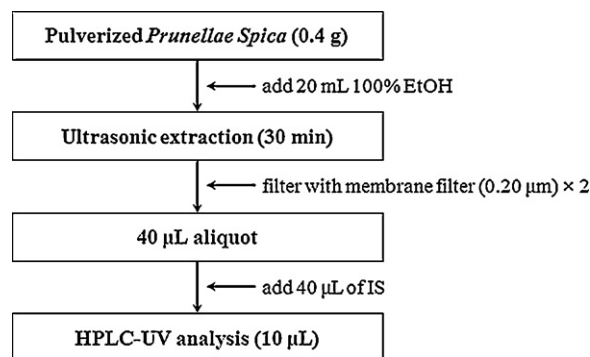 Pulverized Prunellae Spica (0.4 g)
add 20 mL 100% EtOH
Ultrasonic extraction (30 min)
filter with membrane filter (0.20 μm) × 2
40 μL aliquot
add 40 μL of IS
HPLC-UV analysis (10 μL)